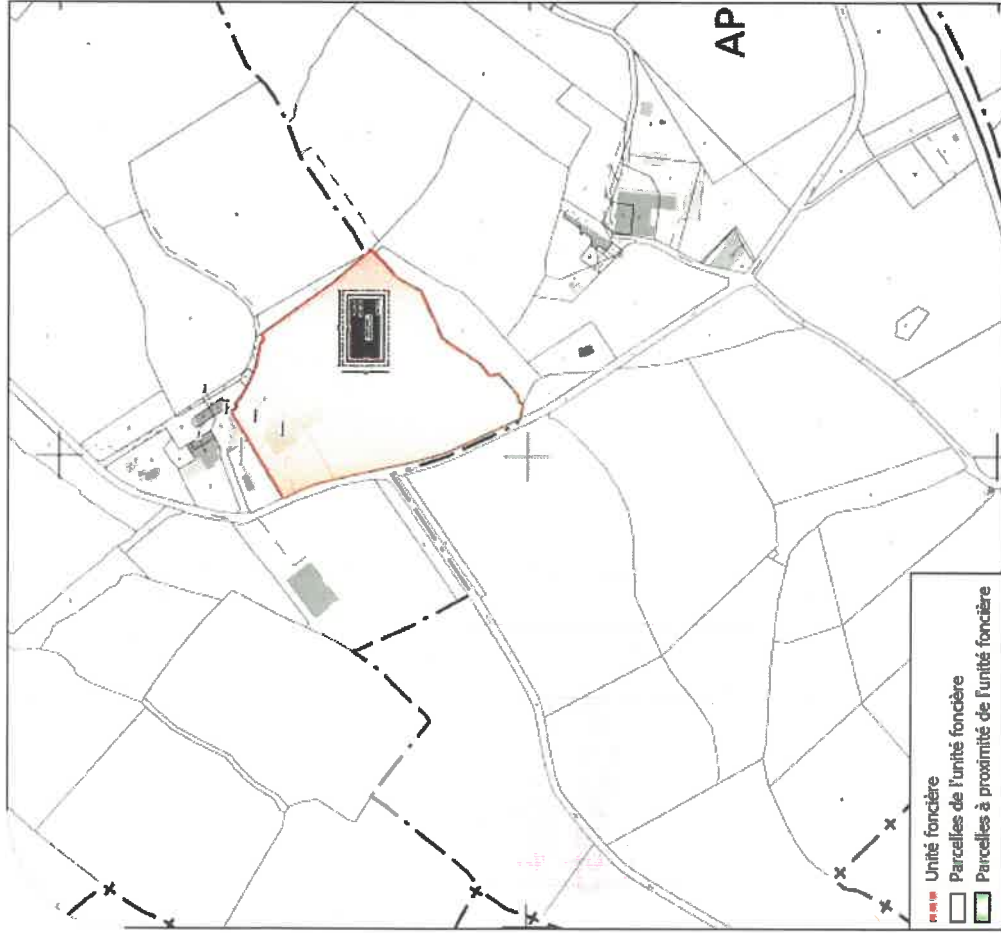 AP
Unité foncière
Parcelles de l'unité foncière
Parcelles à proximité de l'unité foncière